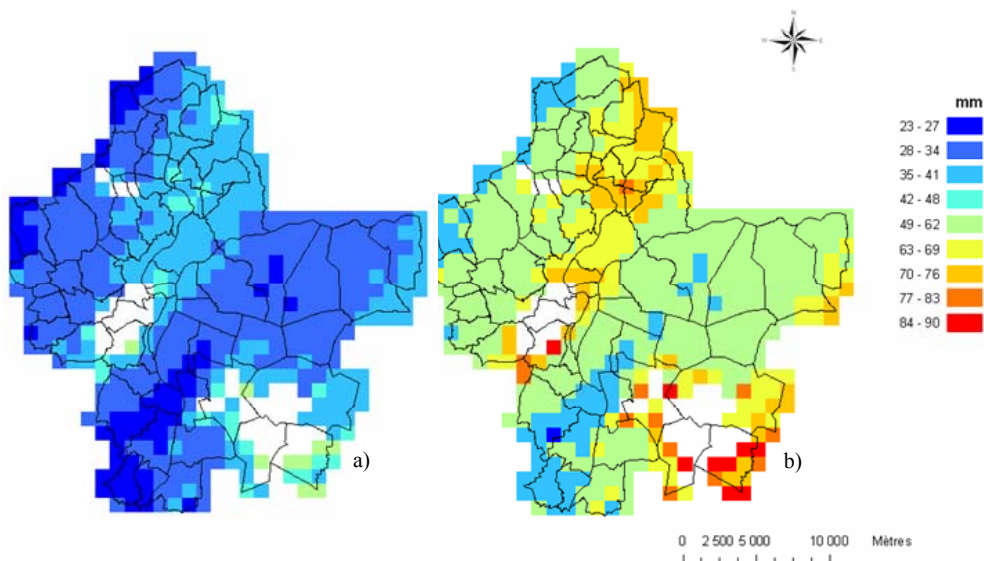 N
W E
S
mm
23 - 27
28 - 34
35 - 41
42 - 48
49 - 62
63 - 69
70 - 76
77 - 83
84 - 90
a)
b)
0 2 500 5 000 10 000 Mètres